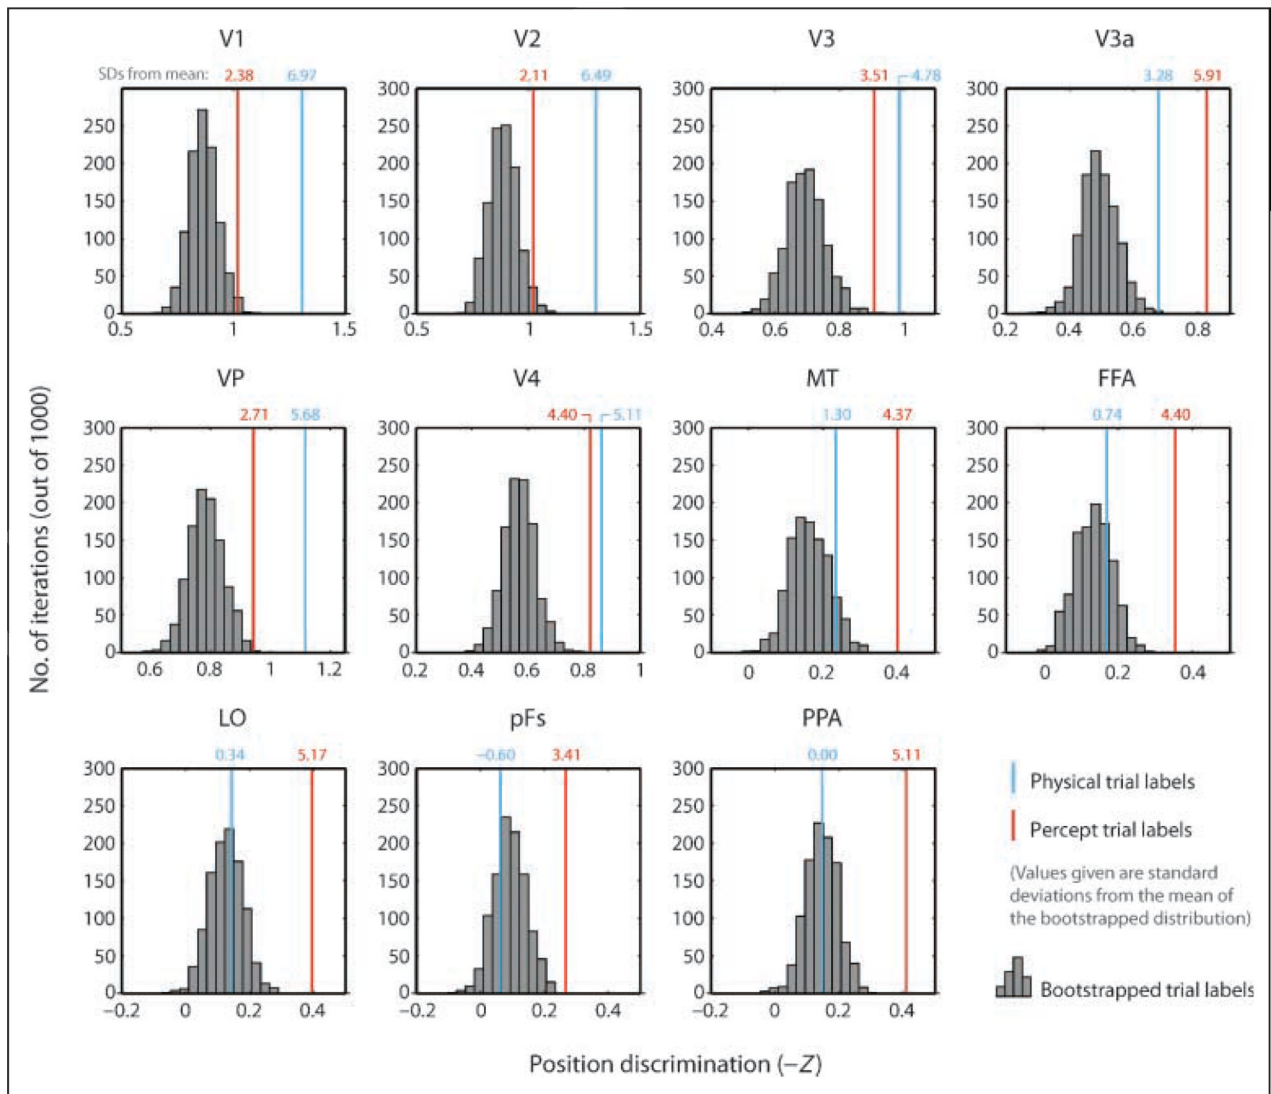 V1 V2 V3 V3a
SDs from mean: 2.38 6.97 2.11 6.49 3.51 4.78 3.28 5.91
300 300 300
250 250 250 250
200 200 200 200
150 150 150 150
100 100 100 100
50 50 50 50
0 0 0 0
0.5 1 1.5 0.5 1 1.5 0.4 0.6 0.8 1 0.2 0.4 0.6 0.8
VP V4 MT FFA
2.71 5.68 4.40 5.11 1.30 4.37 0.74 4.40
300 300 300 300
250 250 250 250
200 200 200 200
150 150 150 150
100 100 100 100
50 50 50 50
0 0 0 0
0.6 0.8 1 1.2 0.2 0.4 0.6 0.8 1 0 0.2 0.4 0 0.2 0.4
No. of iterations (out of 1000)
LO pFs PPA
0.34 5.17 −0.60 3.41 0.00 5.11
300 300 300
250 250 250
200 200 200
150 150 150
100 100 100
50 50 50
0 0 0
−0.2 0 0.2 0.4 −0.2 0 0.2 0.4 −0.2 0 0.2 0.4
Physical trial labels
Percept trial labels
(Values given are standard
deviations from the mean of
the bootstrapped distribution)
Bootstrapped trial labels
Position discrimination (−Z)